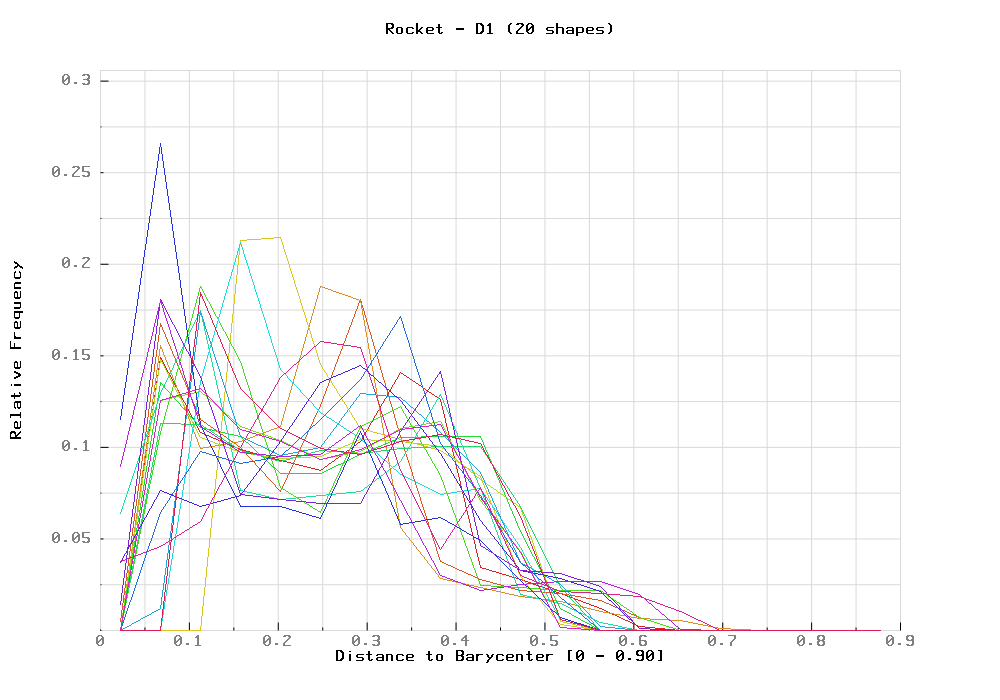 Rocket - D1 (20 shapes)
0.3
0.25
0.2
0.15
0.1
0.05
Relative Frequency
0 0.1 0.2 0.3 0.4 0.5 0.6 0.7 0.8 0.9
Distance to Barycenter [0 - 0.90]